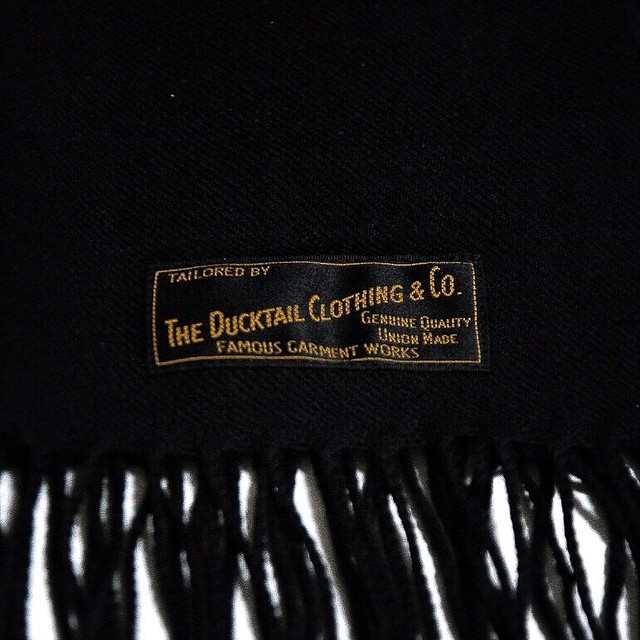 TAILORED BY
THE DUCKTAIL CLOTHING & CO.
GENUINE QUALITY
UNION MADE
FAMOUS GARMENT WORKS